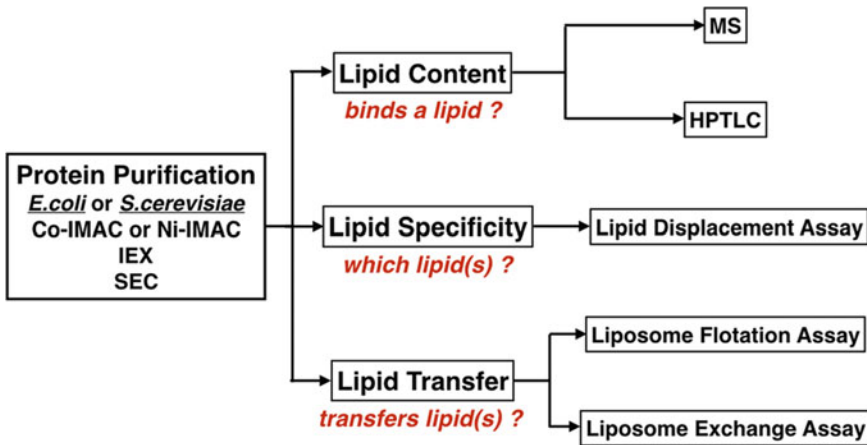 Protein Purification
E.coli or S.cerevisiae
Co-IMAC or Ni-IMAC
IEX
SEC
Lipid Content
binds a lipid ?
MS
HPTLC
Lipid Specificity
which lipid(s) ?
Lipid Displacement Assay
Lipid Transfer
transfers lipid(s) ?
Liposome Flotation Assay
Liposome Exchange Assay